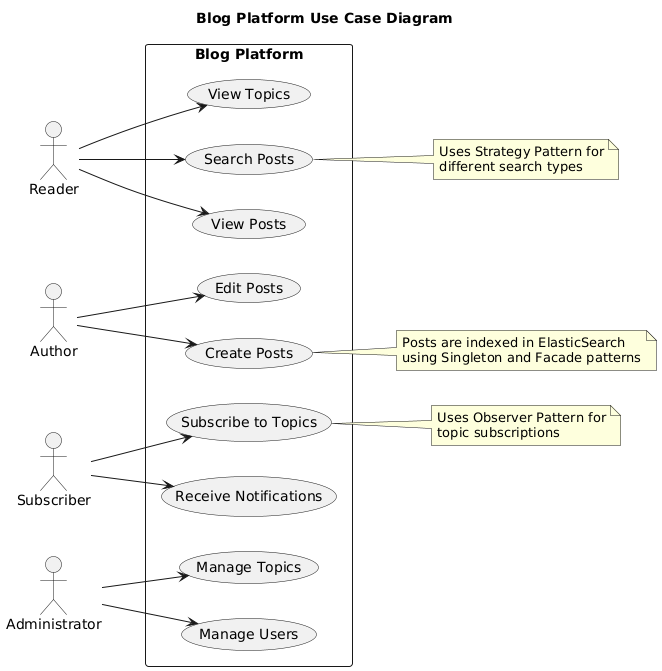 Blog Platform Use Case Diagram
Blog Platform
View Topics
Search Posts
Uses Strategy Pattern for
different search types
Reader
View Posts
Edit Posts
Author
Create Posts
Posts are indexed in ElasticSearch
using Singleton and Facade patterns
Subscribe to Topics
Uses Observer Pattern for
topic subscriptions
Subscriber
Receive Notifications
Manage Topics
Administrator
Manage Users